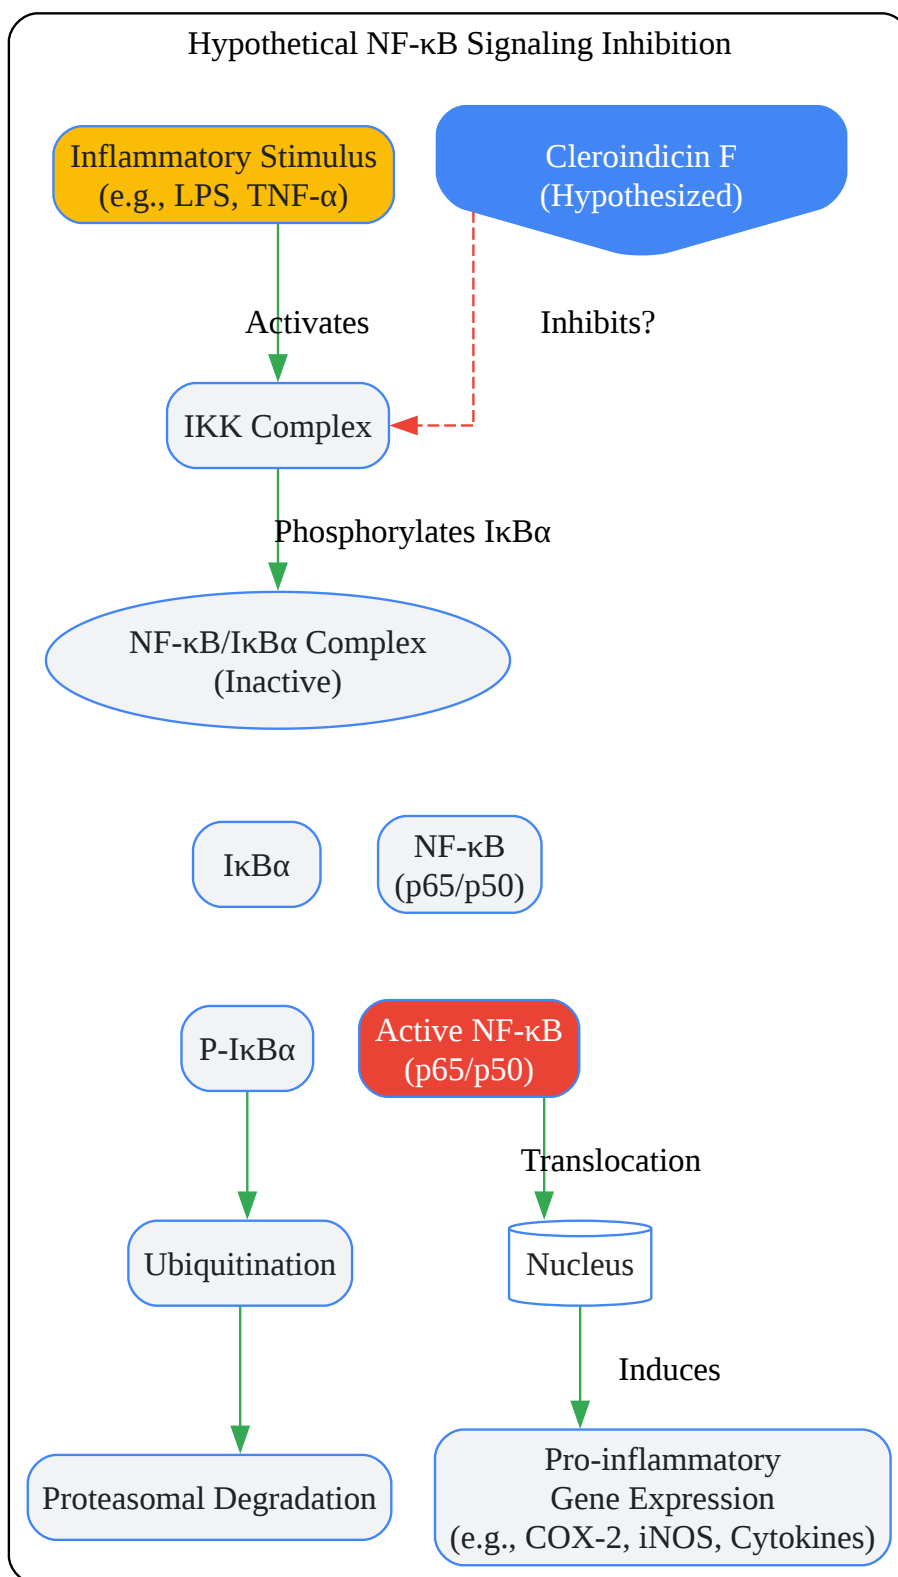 Hypothetical NF-κB Signaling Inhibition
Inflammatory Stimulus
(e.g., LPS, TNF-α)
Cleroindicin F
(Hypothesized)
Activates
Inhibits?
IKK Complex
Phosphorylates IκBα
NF-κB/IκBα Complex
(Inactive)
IκBα
NF-κB
(p65/p50)
P-IκBα
Active NF-κB
(p65/p50)
Translocation
Ubiquitination
Nucleus
Induces
Proteasomal Degradation
Pro-inflammatory
Gene Expression
(e.g., COX-2, iNOS, Cytokines)